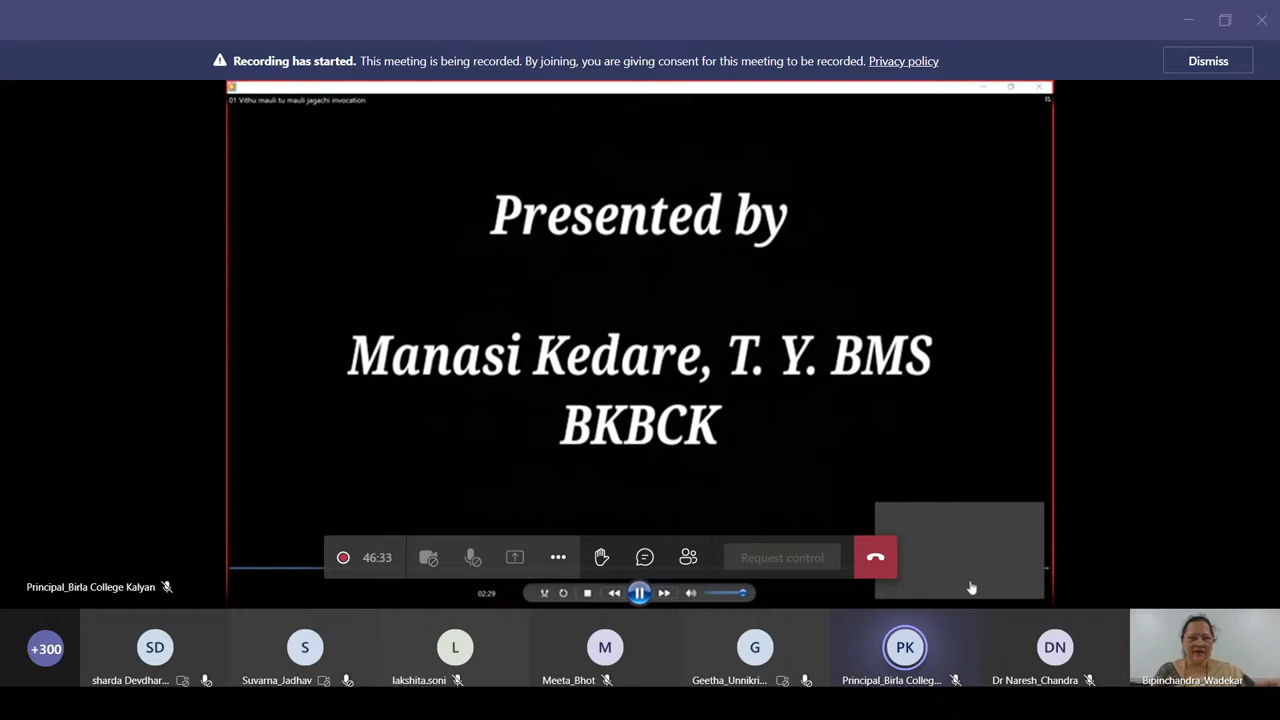 Recording has started. This meeting is being recorded. By joining, you are giving consent for this meeting to be recorded. Privacy policy
Dismiss
01 Vithu mauli tu mauli jagachi invocation
Presented by
Manasi Kedare, T. Y. BMS
BKBCK
46:33
Request control
Principal_Birla College Kalyan
02:29
+300
SD
S
L
M
G
PK
DN
sharda Devdhar...
Suvarna_Jadhav
lakshita.soni
Meeta_Bhot
Geetha_Unnikri...
Principal_Birla Colleg...
Dr Naresh_Chandra
Bipinchandra_Wadekar